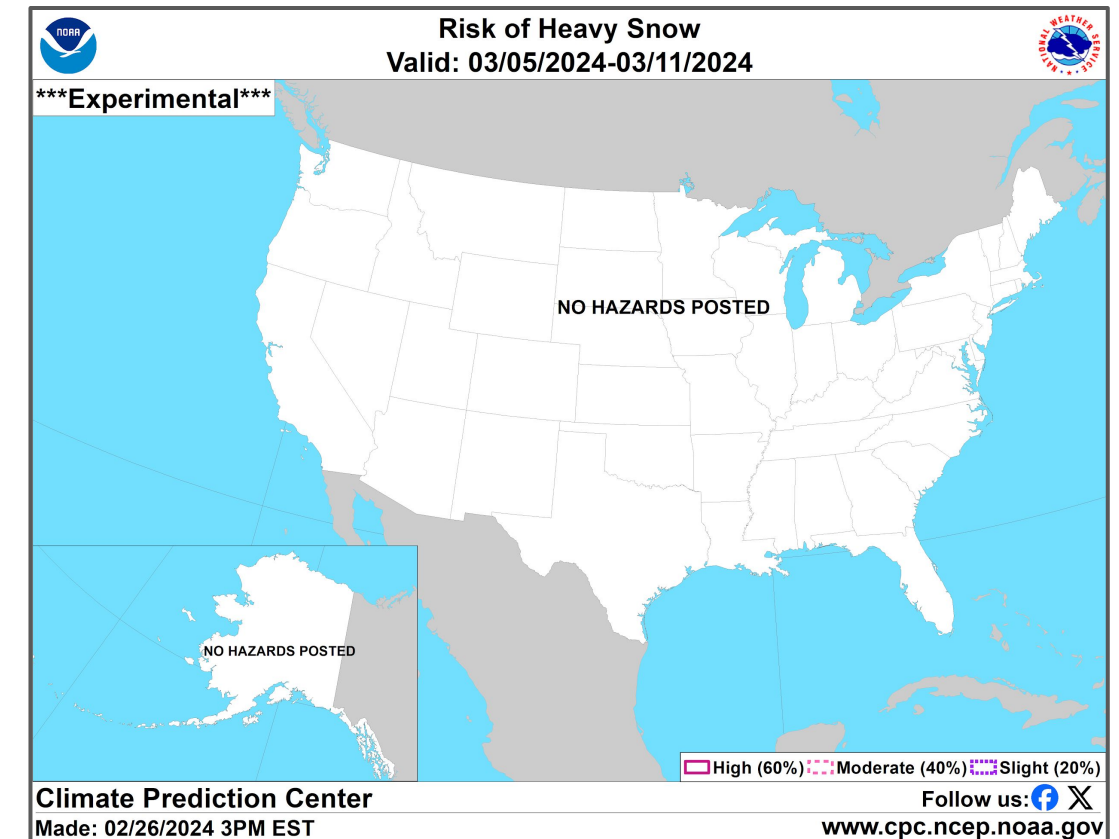 NOAA
Risk of Heavy Snow
Valid: 03/05/2024-03/11/2024
NATIONAL WEATHER SERVICE
***Experimental***
NO HAZARDS POSTED
NO HAZARDS POSTED
High (60%) Moderate (40%) Slight (20%)
Climate Prediction Center
Follow us:
Made: 02/26/2024 3PM EST
www.cpc.ncep.noaa.gov